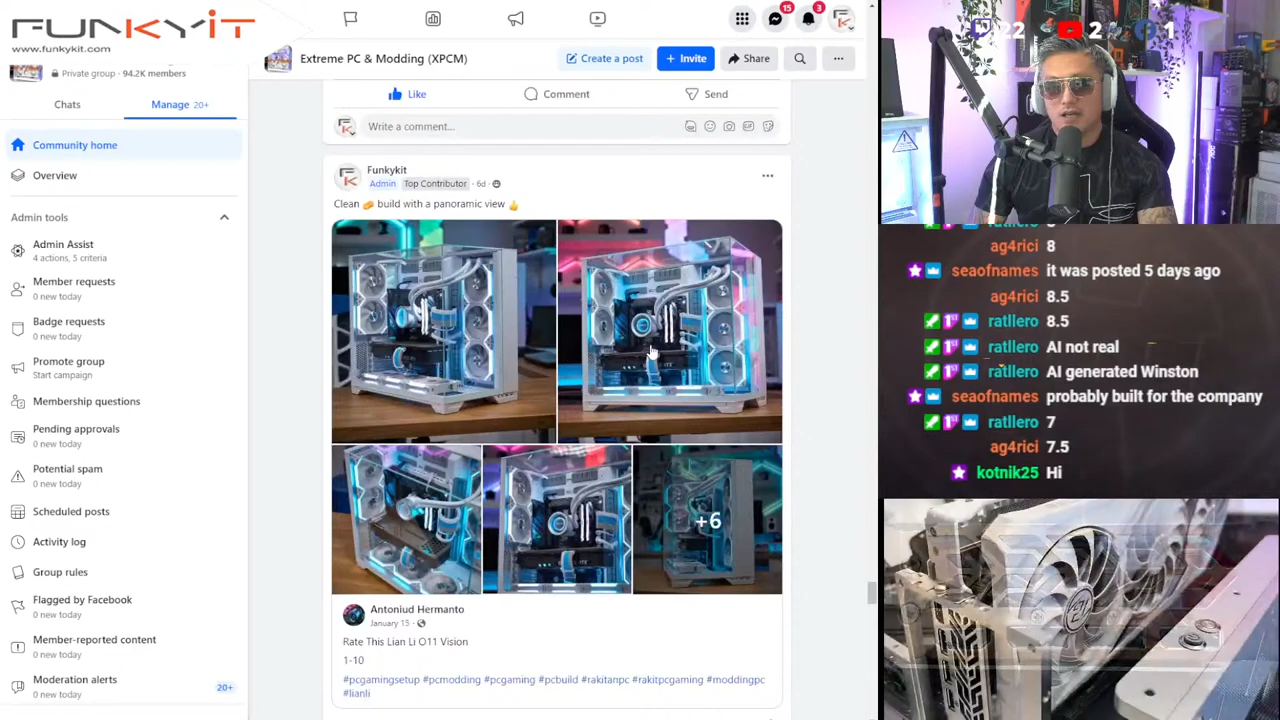 FUNKYIT
www.funkykit.com
Private group · 94.2K members
Chats
Manage 20+
Community home
Overview
Admin tools
Admin Assist
4 actions, 5 criteria
Member requests
0 new today
Badge requests
0 new today
Promote group
Start campaign
Membership questions
Pending approvals
0 new today
Potential spam
0 new today
Scheduled posts
Activity log
Group rules
Flagged by Facebook
0 new today
Member-reported content
0 new today
Moderation alerts
0 new today
20+
15
3
Extreme PC & Modding (XPCM)
Create a post
+ Invite
Share
Like
Comment
Send
Write a comment...
Funkykit
Admin Top Contributor · 6d ·
Clean build with a panoramic view
+6
Antoniud Hermanto
January 15 ·
Rate This Lian Li O11 Vision
1-10
#pcgamingsetup #pcmodding #pcgaming #pcbuild #rakitanpc #rakitpcgaming #moddingpc
#lianli
22
2
1
ag4rici 8
seaofnames it was posted 5 days ago
ag4rici 8.5
ratllero 8.5
ratllero AI not real
ratllero AI generated Winston
seaofnames probably built for the company
ratllero 7
ag4rici 7.5
kotnik25 Hi